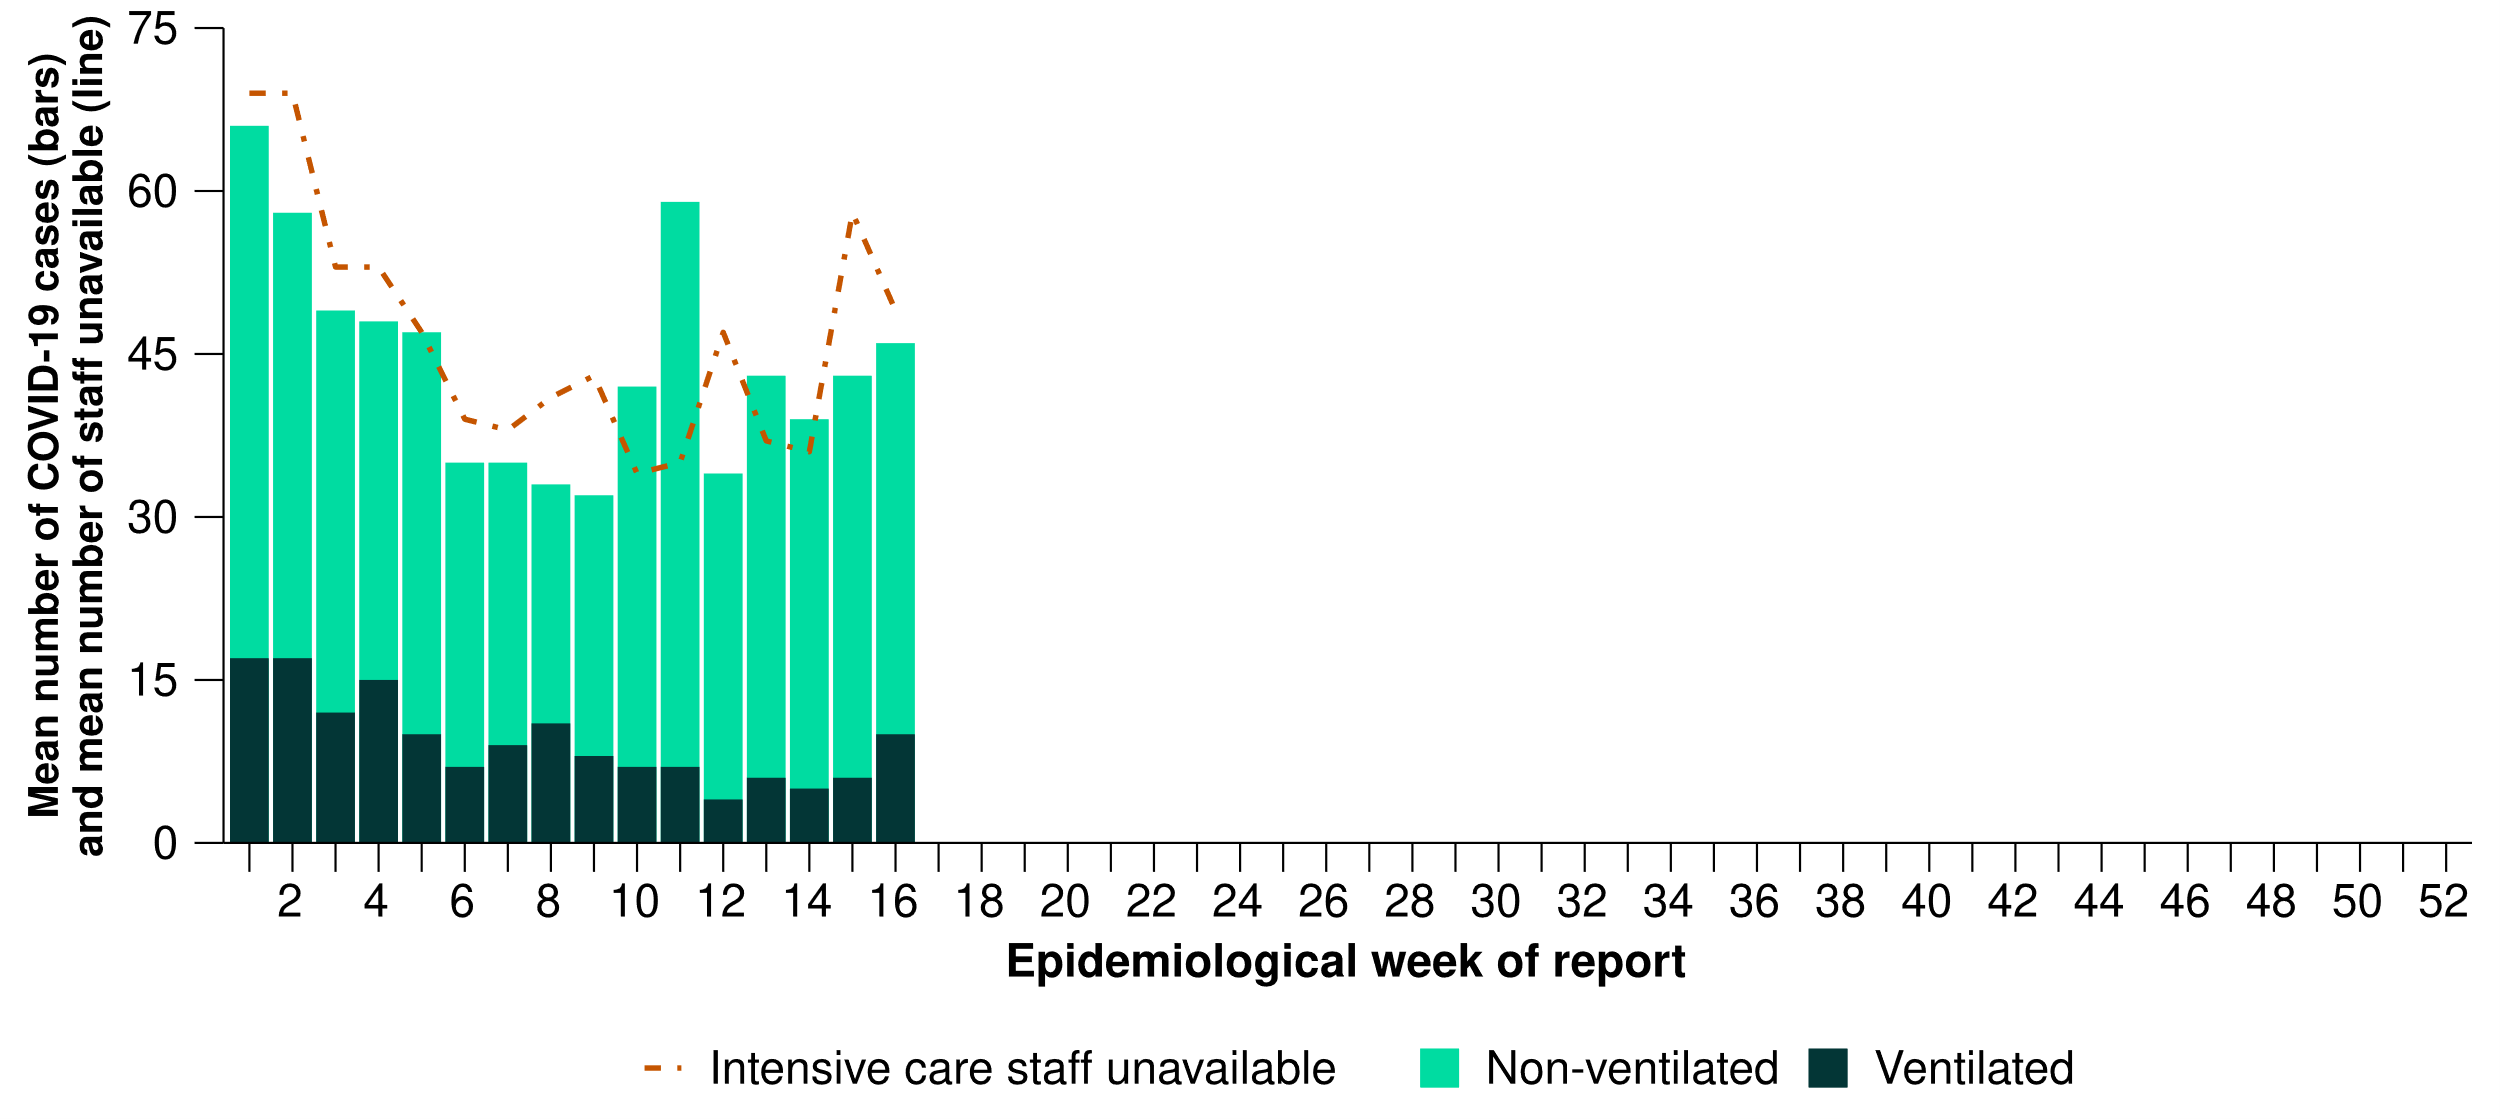 Mean number of COVID-19 cases (bars)
and mean number of staff unavailable (line)
75
60
45
30
15
0
2 4 6 8 10 12 14 16 18 20 22 24 26 28 30 32 34 36 38 40 42 44 46 48 50 52
Epidemiological week of report
Intensive care staff unavailable Non-ventilated Ventilated